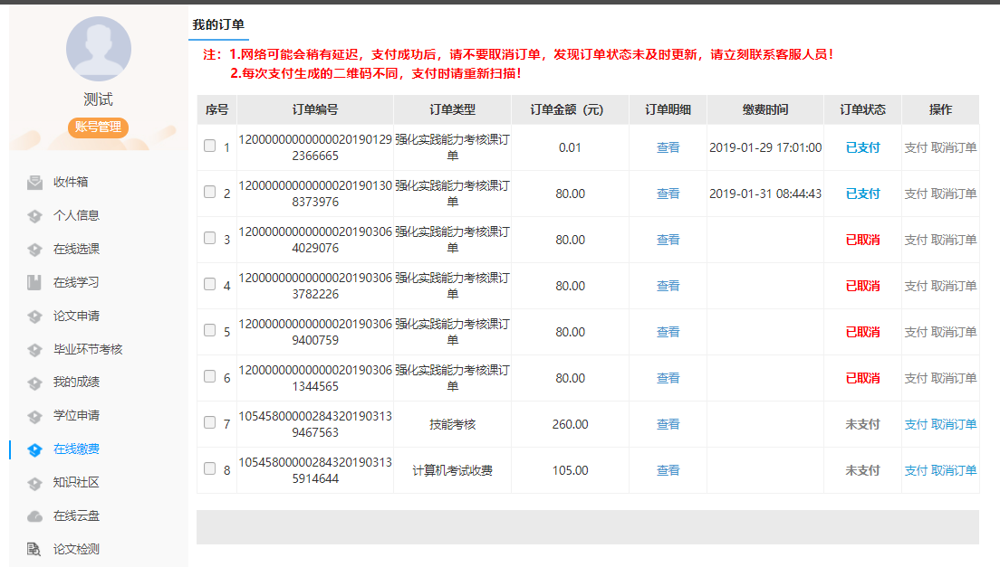 测试
账号管理
收件箱
个人信息
在线选课
在线学习
论文申请
毕业环节考核
我的成绩
学位申请
在线缴费
知识社区
在线云盘
论文检测
我的订单
注：1.网络可能会稍有延迟，支付成功后，请不要取消订单，发现订单状态未及时更新，请立刻联系客服人员！
2.每次支付生成的二维码不同，支付时请重新扫描！
序号 订单编号 订单类型 订单金额（元） 订单明细 缴费时间 订单状态 操作
1 12000000000000020190129 强化实践能力考核课订 0.01 查看 2019-01-29 17:01:00 已支付 支付 取消订单
2366665 单
2 12000000000000020190130 强化实践能力考核课订 80.00 查看 2019-01-31 08:44:43 已支付 支付 取消订单
8373976 单
3 12000000000000020190306 强化实践能力考核课订 80.00 查看 已取消 支付 取消订单
4029076 单
4 12000000000000020190306 强化实践能力考核课订 80.00 查看 已取消 支付 取消订单
3782226 单
5 12000000000000020190306 强化实践能力考核课订 80.00 查看 已取消 支付 取消订单
9400759 单
6 12000000000000020190306 强化实践能力考核课订 80.00 查看 已取消 支付 取消订单
1344565 单
7 10545800000284320190313 技能考核 260.00 查看 未支付 支付 取消订单
9467563
8 10545800000284320190313 计算机考试收费 105.00 查看 未支付 支付 取消订单
5914644